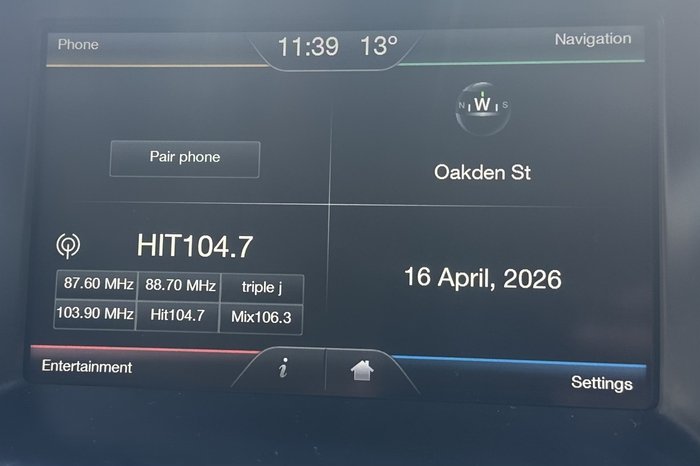 Phone
11:39 13°
Navigation
N W S
Pair phone
Oakden St
HIT104.7
87.60 MHz 88.70 MHz triple j
103.90 MHz Hit104.7 Mix106.3
16 April, 2026
Entertainment
i
Settings